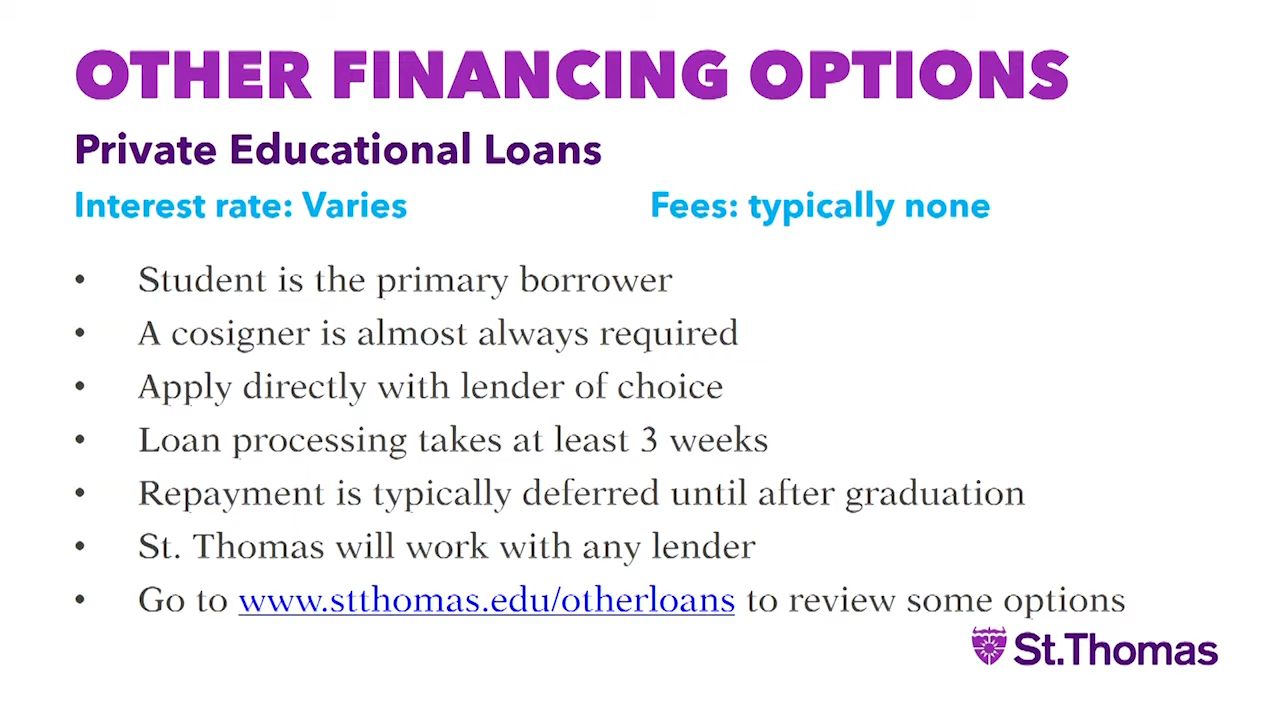 OTHER FINANCING OPTIONS
Private Educational Loans
Interest rate: Varies Fees: typically none
• Student is the primary borrower
• A cosigner is almost always required
• Apply directly with lender of choice
• Loan processing takes at least 3 weeks
• Repayment is typically deferred until after graduation
• St. Thomas will work with any lender
• Go to www.stthomas.edu/otherloans to review some options
St.Thomas